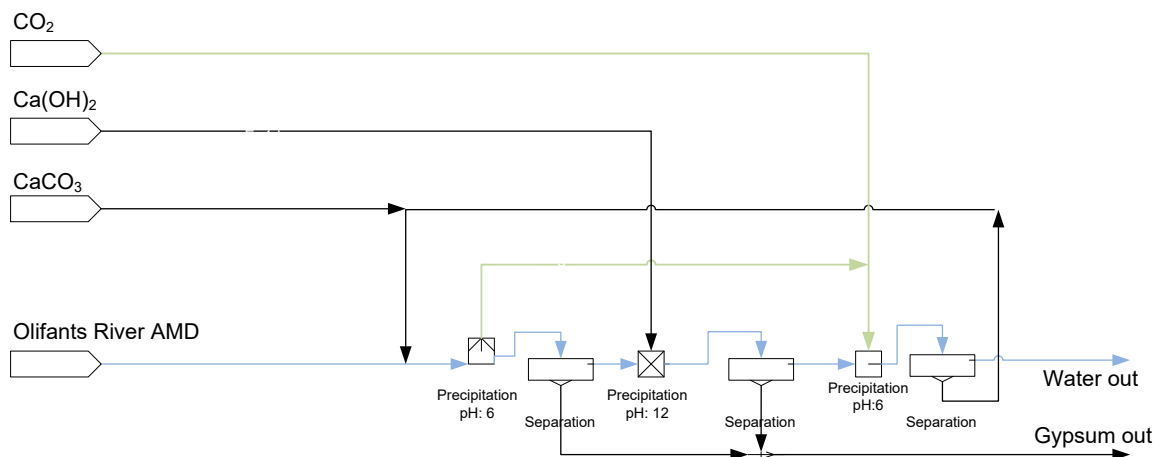 CO₂
Ca(OH)₂
CaCO₃
Olifants River AMD
Precipitation
pH: 6
Separation
Precipitation
pH: 12
Separation
Precipitation
pH:6
Separation
Water out
Gypsum out